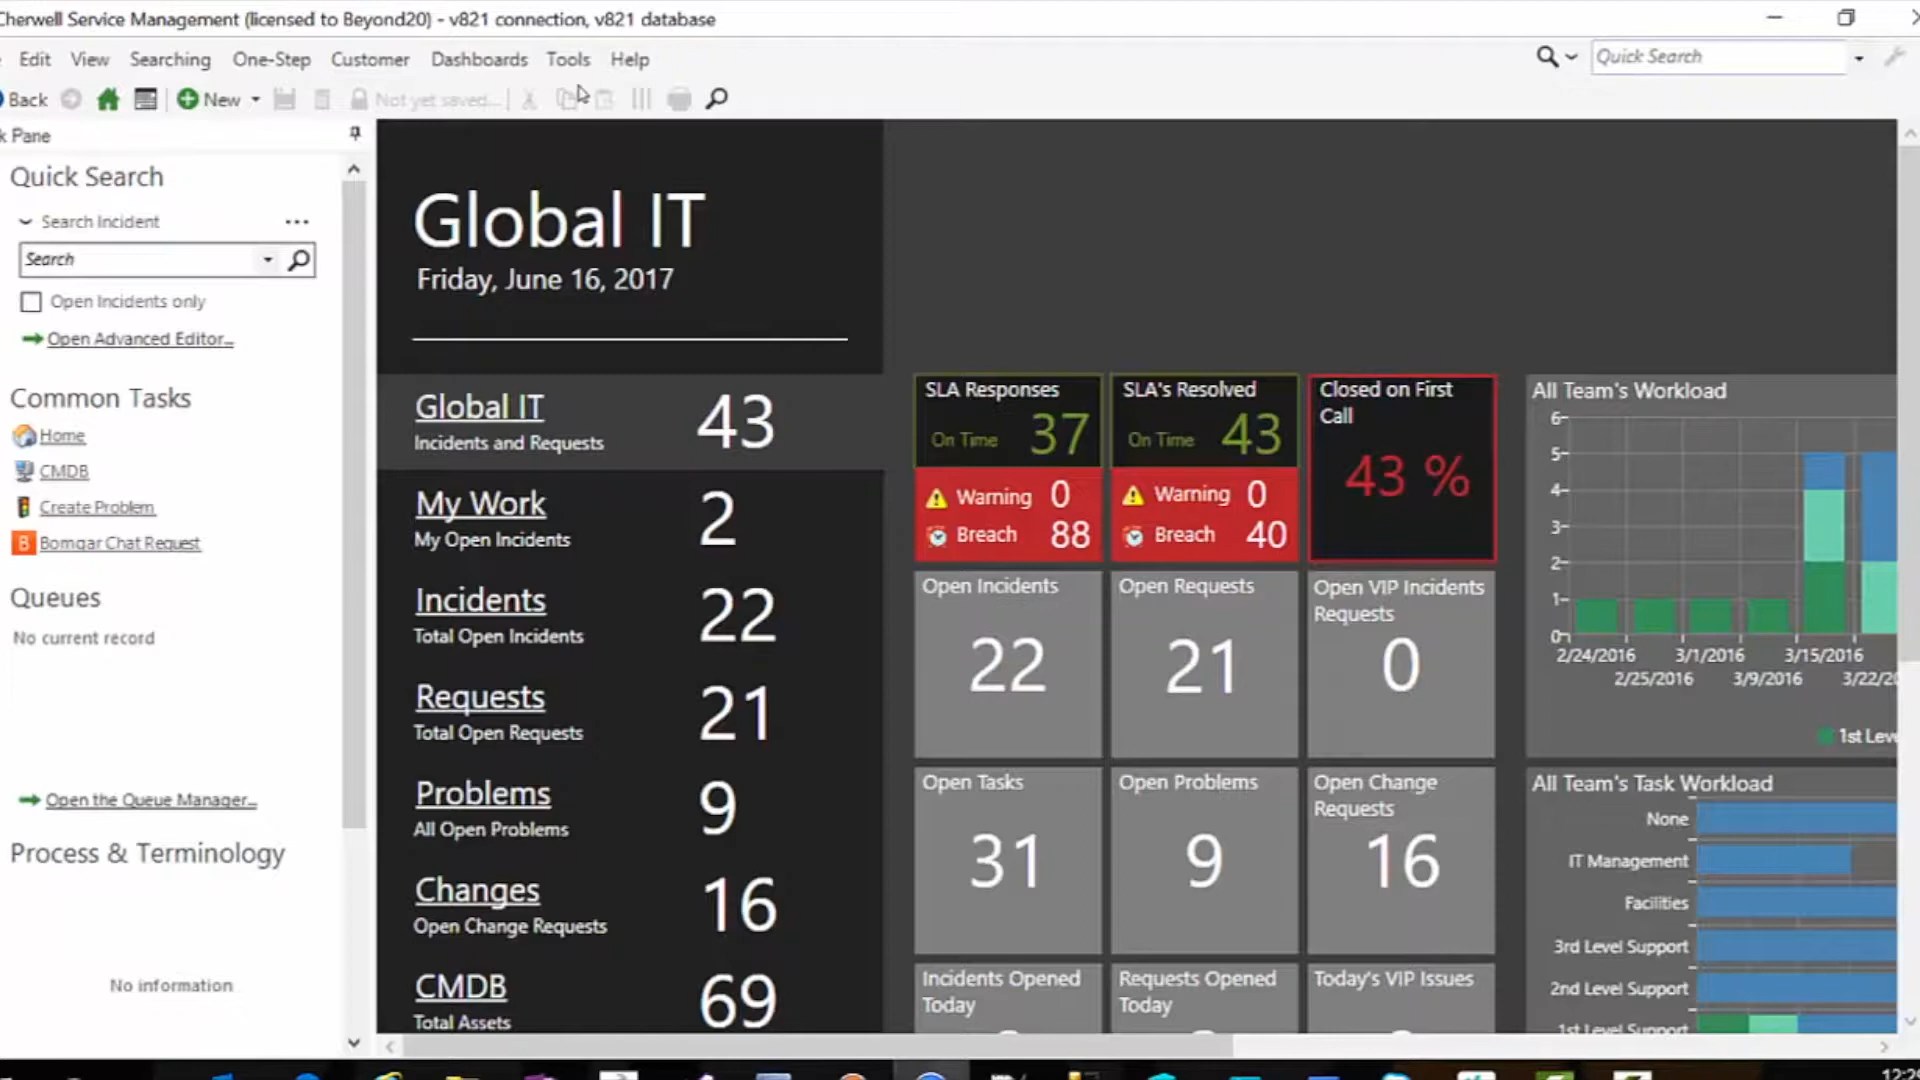 Cherwell Service Management (licensed to Beyond20) - v821 connection, v821 database
Edit View Searching One-Step Customer Dashboards Tools Help
Quick Search
Back New Not yet saved...
k Pane
Quick Search
Search Incident
Search
Open Incidents only
Open Advanced Editor...
Common Tasks
Home
CMDB
Create Problem
B Bomgar Chat Request
Queues
No current record
Open the Queue Manager...
Process & Terminology
No information
Global IT
Friday, June 16, 2017
Global IT 43
Incidents and Requests
My Work 2
My Open Incidents
Incidents 22
Total Open Incidents
Requests 21
Total Open Requests
Problems 9
All Open Problems
Changes 16
Open Change Requests
CMDB 69
Total Assets
SLA Responses
On Time 37
Warning 0
Breach 88
SLA's Resolved
On Time 43
Warning 0
Breach 40
Closed on First
Call
43 %
Open Incidents
22
Open Requests
21
Open VIP Incidents
Requests
0
Open Tasks
31
Open Problems
9
Open Change
Requests
16
Incidents Opened
Today
Requests Opened
Today
Today's VIP Issues
All Team's Workload
6
5
4
3
2
1
0
2/24/2016 3/1/2016 3/15/2016
2/25/2016 3/9/2016 3/22/20
1st Leve
All Team's Task Workload
None
IT Management
Facilities
3rd Level Support
2nd Level Support
1st Level Support